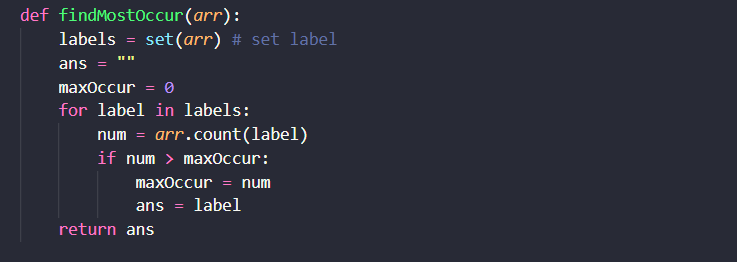 def findMostOccur(arr):
    labels = set(arr) # set label
    ans = ""
    maxOccur = 0
    for label in labels:
        num = arr.count(label)
        if num > maxOccur:
            maxOccur = num
            ans = label
    return ans